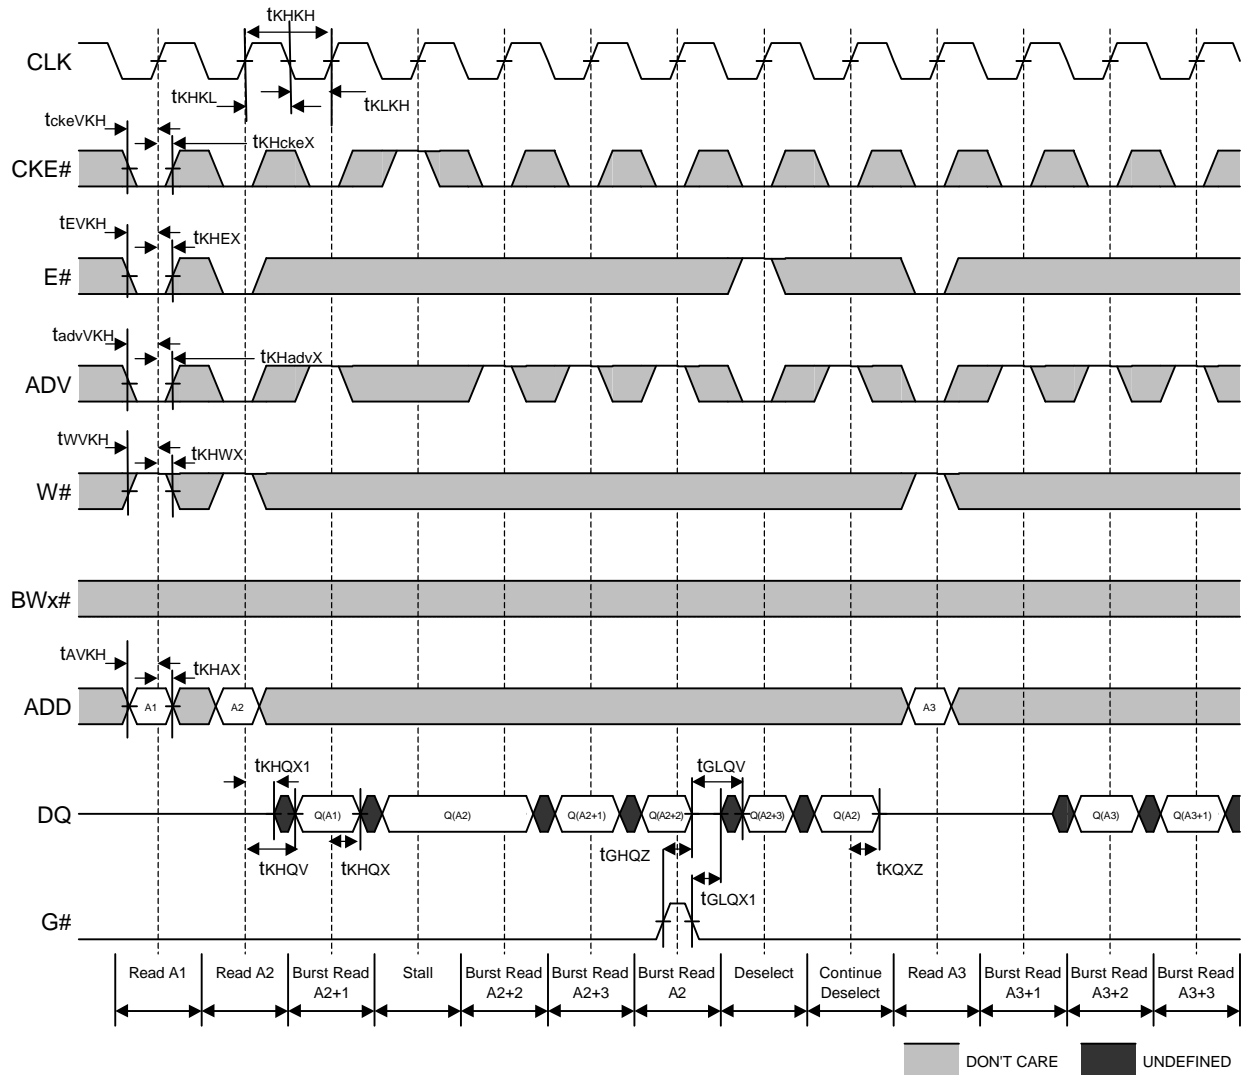 tKHKH
CLK
tKHKL
tKLKH
tckeVKH
tKHckeX
CKE#
tEVKH
tKHEX
E#
tadvVKH
tKHadvX
ADV
tWVKH
tKHWX
W#
BWx#
tAVKH
tKHAX
ADD
A1
A2
A3
tKHQX1
tGLQV
DQ
Q(A1)
Q(A2)
Q(A2+1)
Q(A2+2)
Q(A2+3)
Q(A2)
Q(A3)
Q(A3+1)
tKHQV
tKHQX
tGHQZ
tKQXZ
tGLQX1
G#
Read A1
Read A2
Burst Read
A2+1
Stall
Burst Read
A2+2
Burst Read
A2+3
Burst Read
A2
Deselect
Continue
Deselect
Read A3
Burst Read
A3+1
Burst Read
A3+2
Burst Read
A3+3
DON'T CARE
UNDEFINED